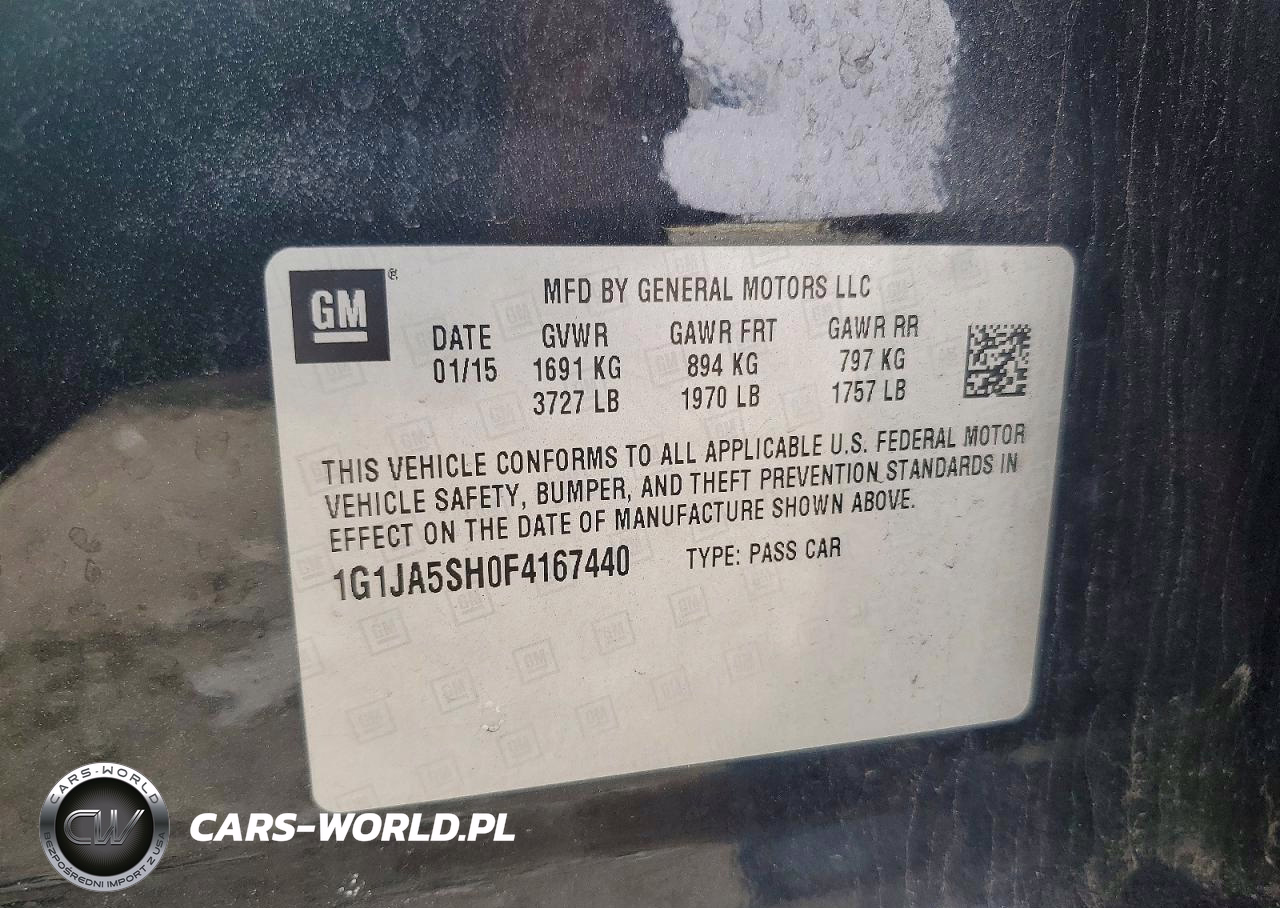 GM
®
MFD BY GENERAL MOTORS LLC
DATE GVWR GAWR FRT GAWR RR
01/15 1691 KG 894 KG 797 KG
3727 LB 1970 LB 1757 LB
THIS VEHICLE CONFORMS TO ALL APPLICABLE U.S. FEDERAL MOTOR
VEHICLE SAFETY, BUMPER, AND THEFT PREVENTION STANDARDS IN
EFFECT ON THE DATE OF MANUFACTURE SHOWN ABOVE.
1G1JA5SH0F4167440 TYPE: PASS CAR
CARS-WORLD
CW
BEZPOŚREDNI IMPORT Z USA
CARS-WORLD.PL